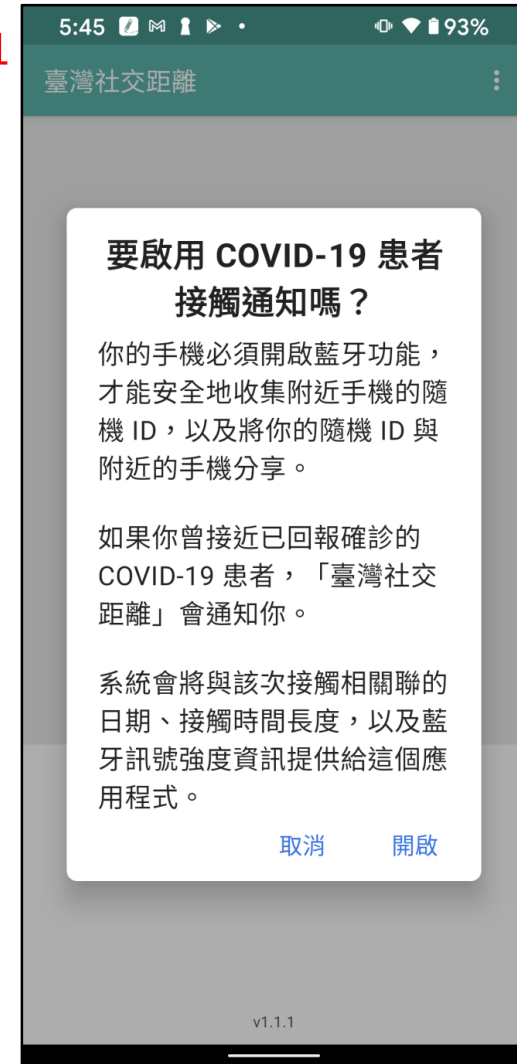 5:45 93%
臺灣社交距離
要啟用 COVID-19 患者
接觸通知嗎？
你的手機必須開啟藍牙功能，
才能安全地收集附近手機的隨
機 ID，以及將你的隨機 ID 與
附近的手機分享。
如果你曾接近已回報確診的
COVID-19 患者，「臺灣社交
距離」會通知你。
系統會將與該次接觸相關聯的
日期、接觸時間長度，以及藍
牙訊號強度資訊提供給這個應
用程式。
取消 開啟
v1.1.1